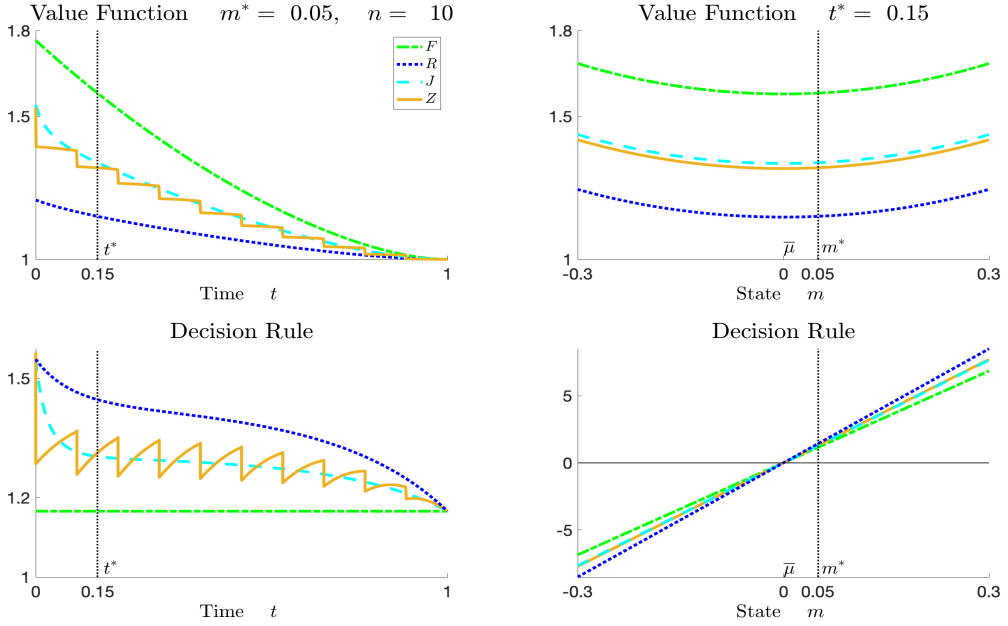 Value Function m* = 0.05, n = 10
1.8
1.5
1
0
0.15
1
t*
F
R
J
Z
Time t
Value Function t* = 0.15
1.8
1.5
1
-0.3
0
0.05
0.3
μ̅
m*
State m
Decision Rule
1.5
1.2
1
0
0.15
1
t*
Time t
Decision Rule
5
0
-5
-0.3
0
0.05
0.3
μ̅
m*
State m